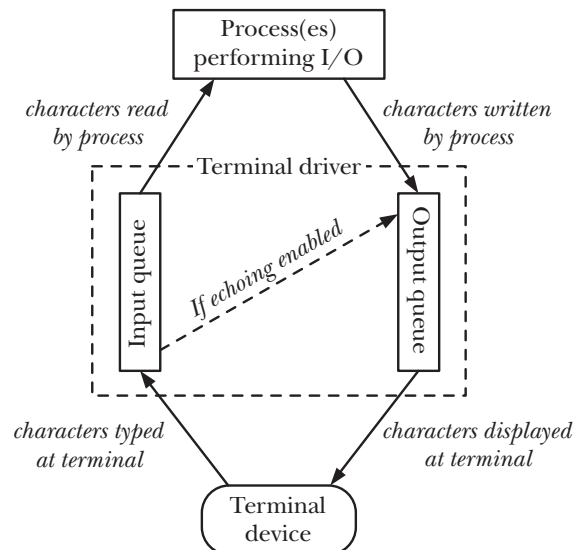 Process(es)
performing I/O
characters read
by process
characters written
by process
Terminal driver
Input queue
If echoing enabled
Output queue
characters typed
at terminal
characters displayed
at terminal
Terminal
device